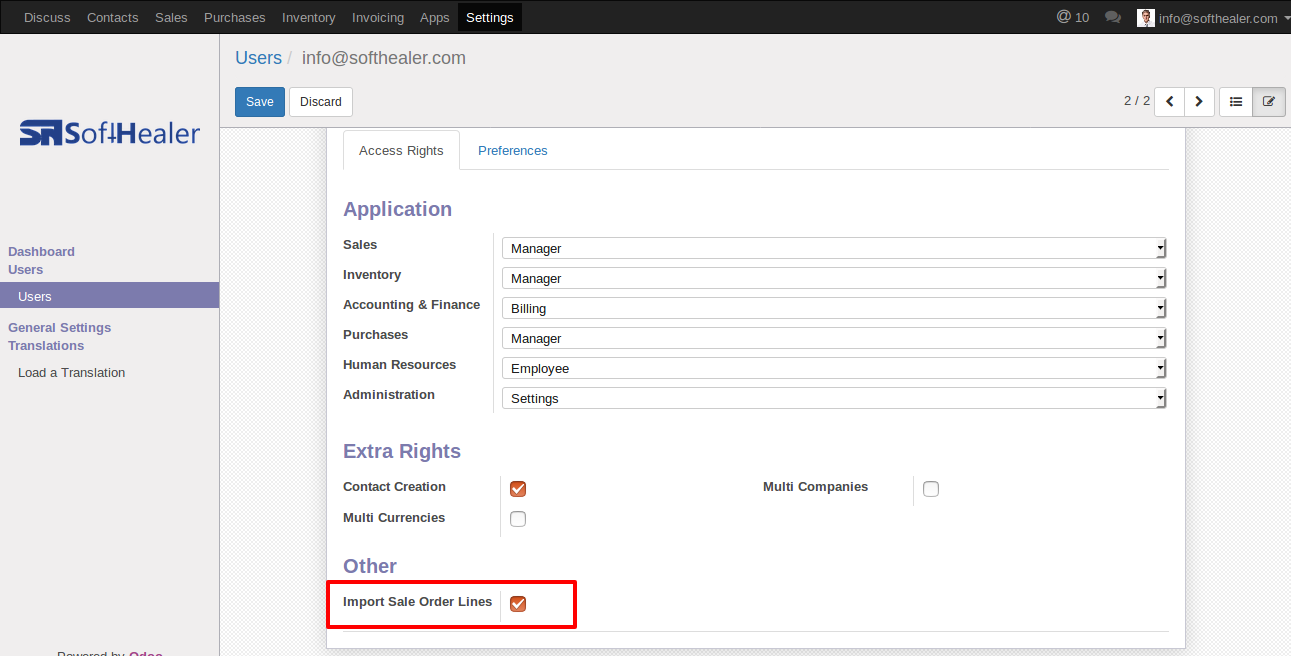 Discuss Contacts Sales Purchases Inventory Invoicing Apps Settings @ 10 info@softhealer.com
Users / info@softhealer.com
Save Discard 2 / 2
SoftHealer
Access Rights Preferences
Application
Sales Manager
Inventory Manager
Accounting & Finance Billing
Purchases Manager
Human Resources Employee
Administration Settings
Extra Rights
Contact Creation Multi Companies
Multi Currencies
Other
Import Sale Order Lines
Dashboard
Users
Users
General Settings
Translations
Load a Translation
Powered by Odoo